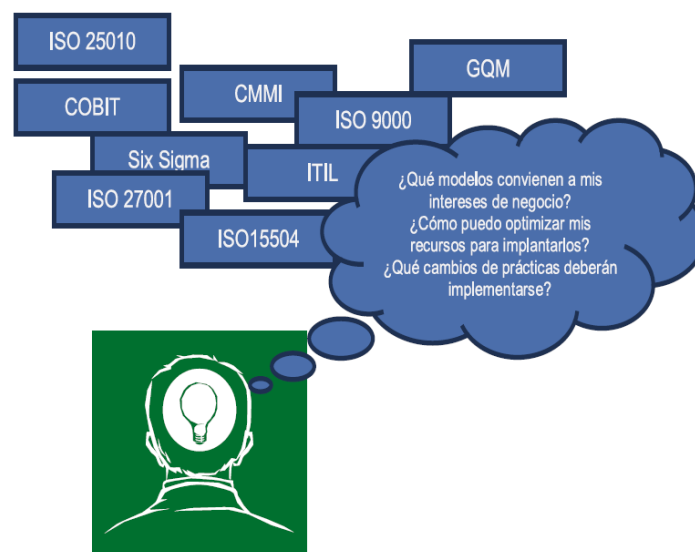 ISO 25010
GQM
CMMI
COBIT
ISO 9000
Six Sigma
ITIL
ISO 27001
ISO15504
¿Qué modelos convienen a mis
intereses de negocio?
¿Cómo puedo optimizar mis
recursos para implantarlos?
¿Qué cambios de prácticas deberán
implementarse?